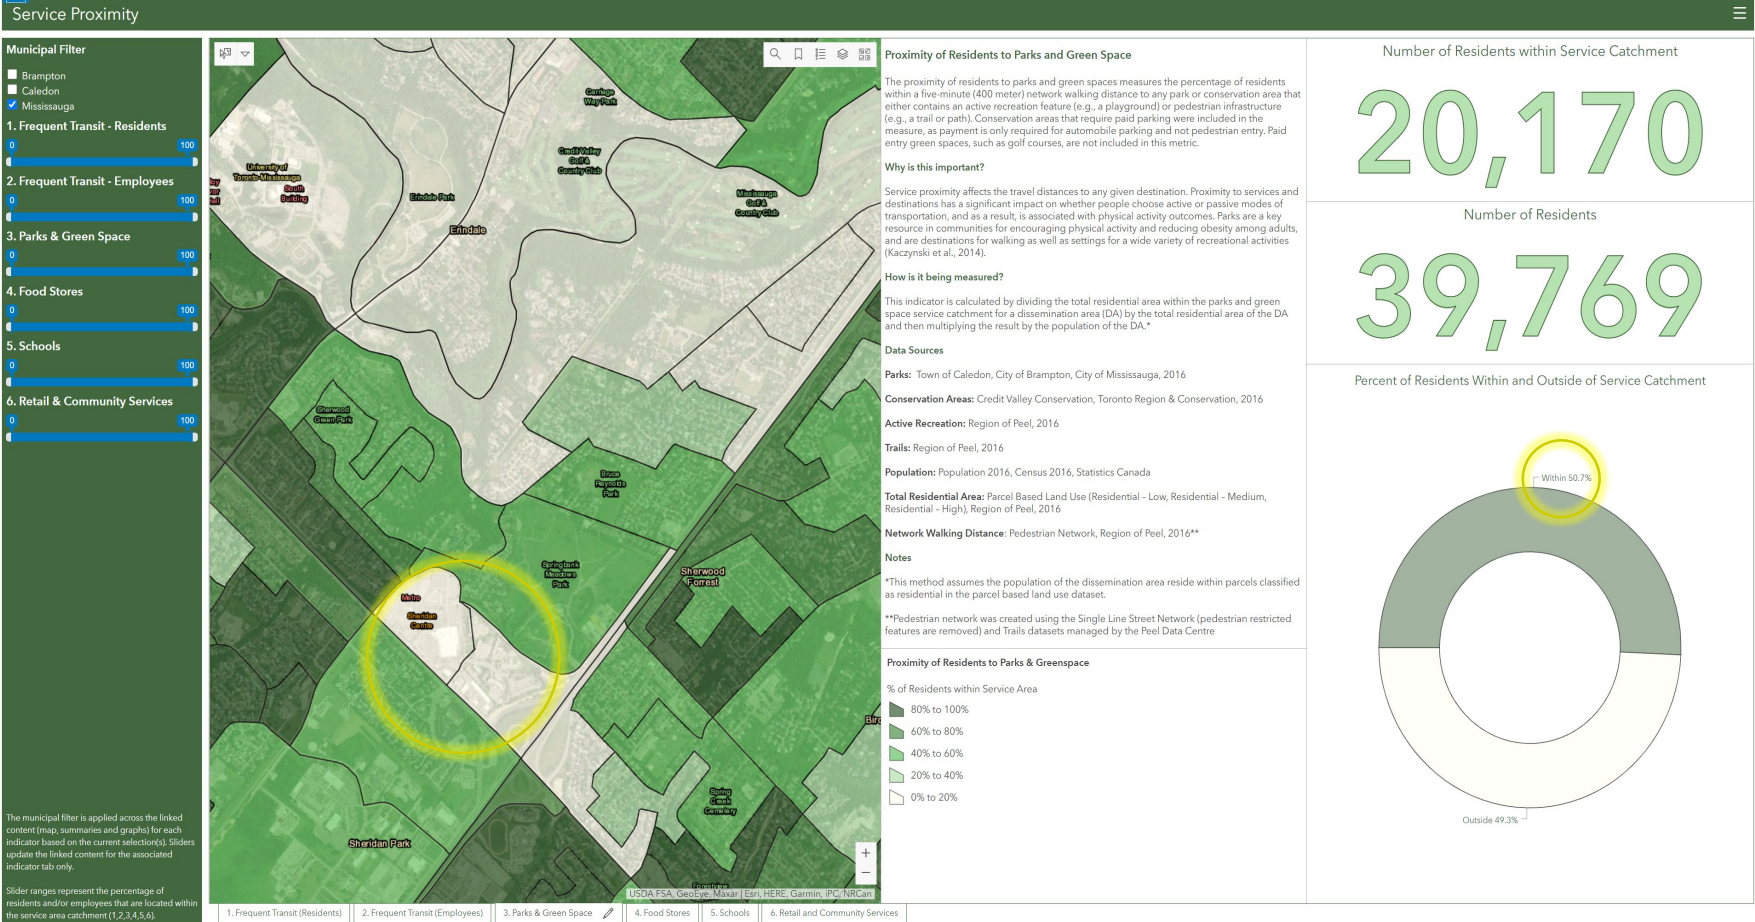 Service Proximity
Municipal Filter
Brampton
Caledon
Mississauga
1. Frequent Transit - Residents
0 100
2. Frequent Transit - Employees
0 100
3. Parks & Green Space
0 100
4. Food Stores
0 100
5. Schools
0 100
6. Retail & Community Services
0 100
The municipal filter is applied across the linked
content (map, summaries and graphs) for each
indicator based on the current selection(s). Sliders
update the linked content for the associated
indicator tab only.
Slider ranges represent the percentage of
residents and/or employees that are located within
the service area catchment (1,2,3,4,5,6).
Carriage
Way Park
Credit Valley
Golf &
Country Club
University of
Toronto-Mississauga
South
Building
Erindale Park
Mississauga
Golf &
Country Club
Erindale
Sherwood
Green Park
Bruce
Reynolds
Park
Springbank
Meadows
Park
Sherwood
Forrest
Metro
Sheridan
Centre
Spring
Creek
Cemetery
Sheridan Park
USDA FSA, GeoEye, Maxar | Esri, HERE, Garmin, iPC, NRCan
+
−
1. Frequent Transit (Residents)
2. Frequent Transit (Employees)
3. Parks & Green Space
4. Food Stores
5. Schools
6. Retail and Community Services
Proximity of Residents to Parks and Green Space
The proximity of residents to parks and green spaces measures the percentage of residents
within a five-minute (400 meter) network walking distance to any park or conservation area that
either contains an active recreation feature (e.g., a playground) or pedestrian infrastructure
(e.g., a trail or path). Conservation areas that require paid parking were included in the
measure, as payment is only required for automobile parking and not pedestrian entry. Paid
entry green spaces, such as golf courses, are not included in this metric.
Why is this important?
Service proximity affects the travel distances to any given destination. Proximity to services and
destinations has a significant impact on whether people choose active or passive modes of
transportation, and as a result, is associated with physical activity outcomes. Parks are a key
resource in communities for encouraging physical activity and reducing obesity among adults,
and are destinations for walking as well as settings for a wide variety of recreational activities
(Kaczynski et al., 2014).
How is it being measured?
This indicator is calculated by dividing the total residential area within the parks and green
space service catchment for a dissemination area (DA) by the total residential area of the DA
and then multiplying the result by the population of the DA.*
Data Sources
Parks: Town of Caledon, City of Brampton, City of Mississauga, 2016
Conservation Areas: Credit Valley Conservation, Toronto Region & Conservation, 2016
Active Recreation: Region of Peel, 2016
Trails: Region of Peel, 2016
Population: Population 2016, Census 2016, Statistics Canada
Total Residential Area: Parcel Based Land Use (Residential – Low, Residential – Medium,
Residential – High), Region of Peel, 2016
Network Walking Distance: Pedestrian Network, Region of Peel, 2016**
Notes
*This method assumes the population of the dissemination area reside within parcels classified
as residential in the parcel based land use dataset.
**Pedestrian network was created using the Single Line Street Network (pedestrian restricted
features are removed) and Trails datasets managed by the Peel Data Centre
Proximity of Residents to Parks & Greenspace
% of Residents within Service Area
80% to 100%
60% to 80%
40% to 60%
20% to 40%
0% to 20%
Number of Residents within Service Catchment
20,170
Number of Residents
39,769
Percent of Residents Within and Outside of Service Catchment
Within 50.7%
Outside 49.3%